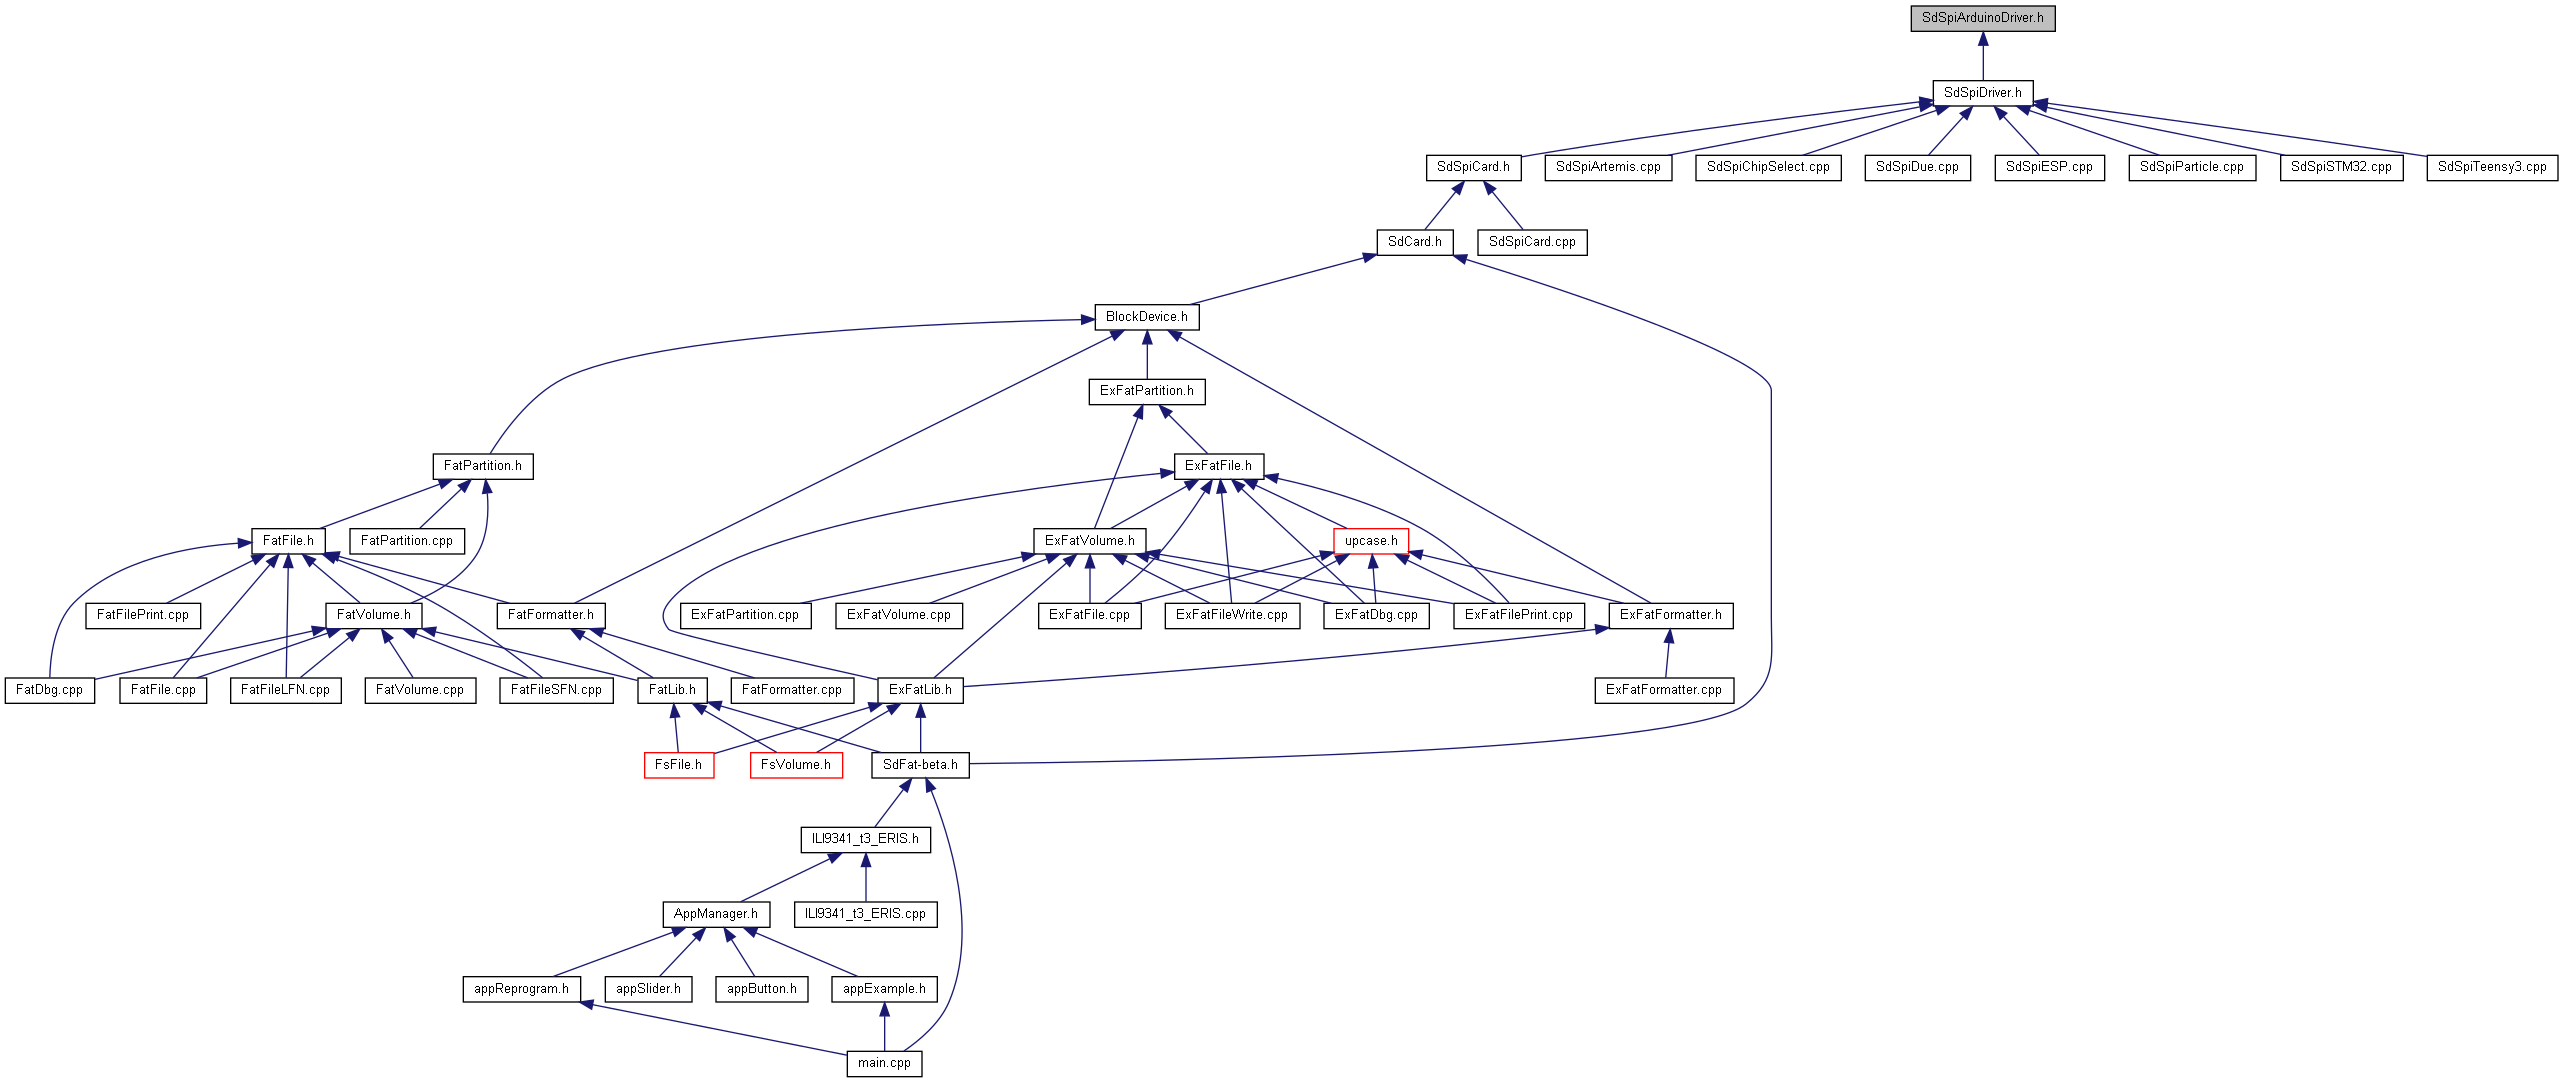 SdSpiArduinoDriver.h
SdSpiDriver.h
SdSpiCard.h
SdSpiArtemis.cpp
SdSpiChipSelect.cpp
SdSpiDue.cpp
SdSpiESP.cpp
SdSpiParticle.cpp
SdSpiSTM32.cpp
SdSpiTeensy3.cpp
SdCard.h
SdSpiCard.cpp
BlockDevice.h
ExFatPartition.h
FatPartition.h
ExFatFile.h
FatFile.h
FatPartition.cpp
ExFatVolume.h
upcase.h
FatFilePrint.cpp
FatVolume.h
FatFormatter.h
ExFatPartition.cpp
ExFatVolume.cpp
ExFatFile.cpp
ExFatFileWrite.cpp
ExFatDbg.cpp
ExFatFilePrint.cpp
ExFatFormatter.h
FatDbg.cpp
FatFile.cpp
FatFileLFN.cpp
FatVolume.cpp
FatFileSFN.cpp
FatLib.h
FatFormatter.cpp
ExFatLib.h
ExFatFormatter.cpp
FsFile.h
FsVolume.h
SdFat-beta.h
ILI9341_t3_ERIS.h
AppManager.h
ILI9341_t3_ERIS.cpp
appReprogram.h
appSlider.h
appButton.h
appExample.h
main.cpp